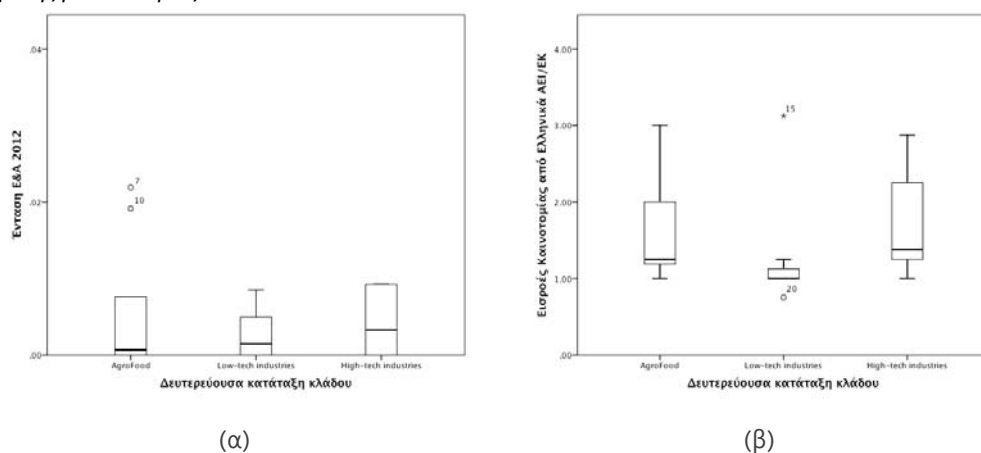 .04
.02
.00
7
10
Ένταση Ε&Α 2012
AgroFood
Low-tech industries
High-tech industries
Δευτερεύουσα κατάταξη κλάδου
(α)
4.00
3.00
2.00
1.00
.00
15
20
Εισροές Καινοτομίας από Ελληνικά ΑΕΙ/ΕΚ
AgroFood
Low-tech industries
High-tech industries
Δευτερεύουσα κατάταξη κλάδου
(β)